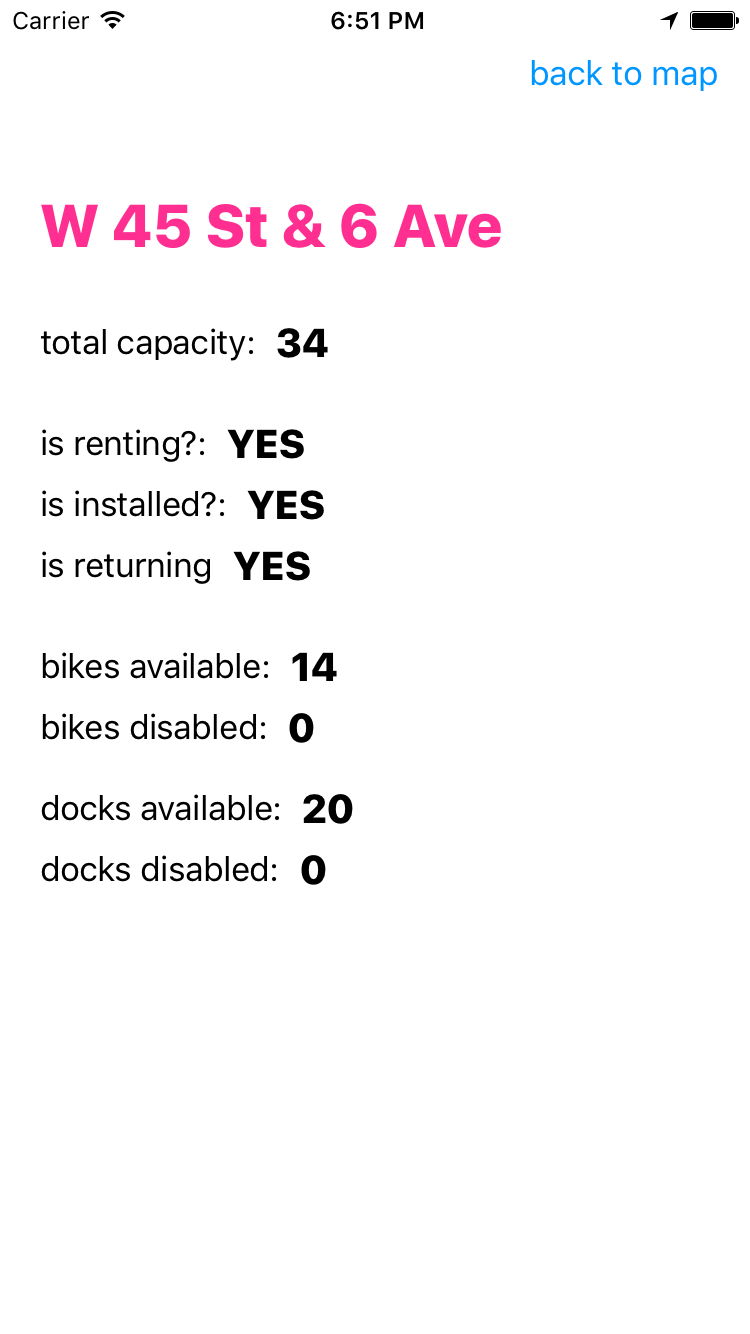 Carrier 6:51 PM
back to map
W 45 St & 6 Ave
total capacity: 34
is renting?: YES
is installed?: YES
is returning YES
bikes available: 14
bikes disabled: 0
docks available: 20
docks disabled: 0